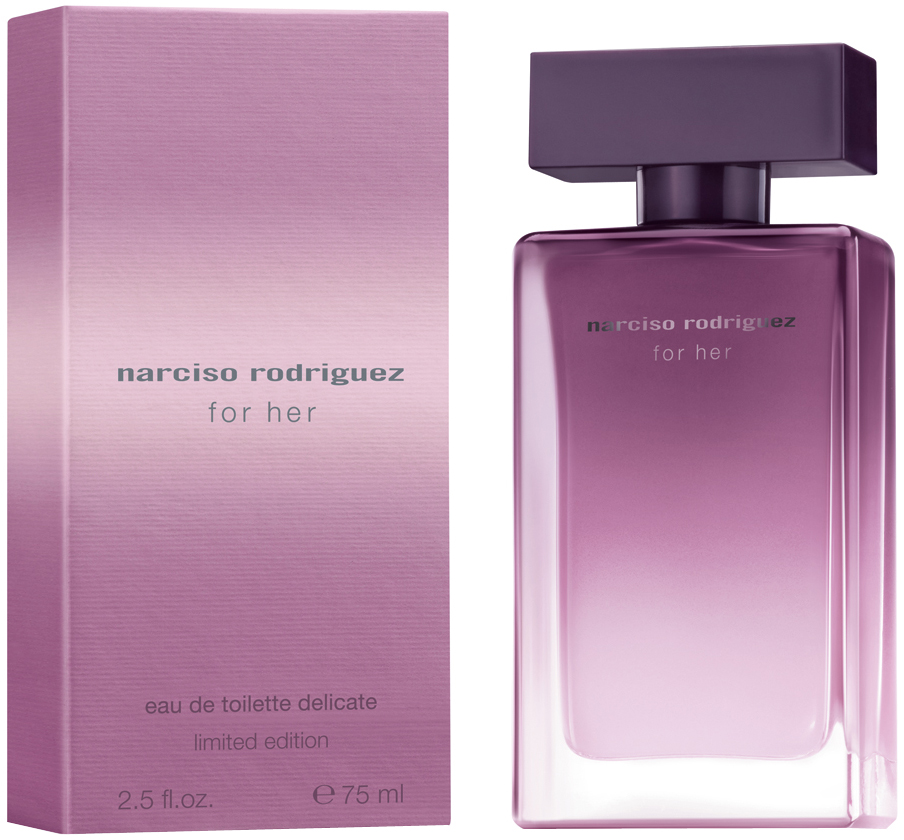 narciso rodriguez
for her
eau de toilette delicate
limited edition
2.5 fl.oz. ℮ 75 ml
narciso rodriguez
for her